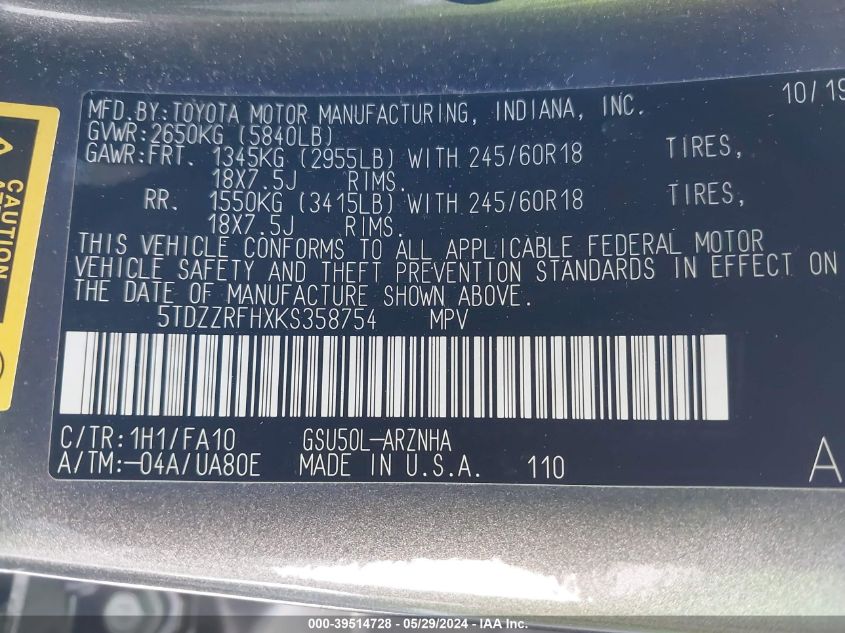 MFD.BY:TOYOTA MOTOR MANUFACTURING, INDIANA, INC. 10/19
GVWR:2650KG (5840LB)
GAWR:FRT. 1345KG (2955LB) WITH 245/60R18 TIRES,
18X7.5J RIMS.
RR. 1550KG (3415LB) WITH 245/60R18 TIRES,
18X7.5J RIMS.
THIS VEHICLE CONFORMS TO ALL APPLICABLE FEDERAL MOTOR
VEHICLE SAFETY AND THEFT PREVENTION STANDARDS IN EFFECT ON
THE DATE OF MANUFACTURE SHOWN ABOVE.
5TDZZRFHXKS358754 MPV
C/TR:1H1/FA10 GSU50L-ARZNHA
A/TM:-04A/UA80E MADE IN U.S.A. 110 A
CAUTION
000-39514728 - 05/29/2024 - IAAI Inc.